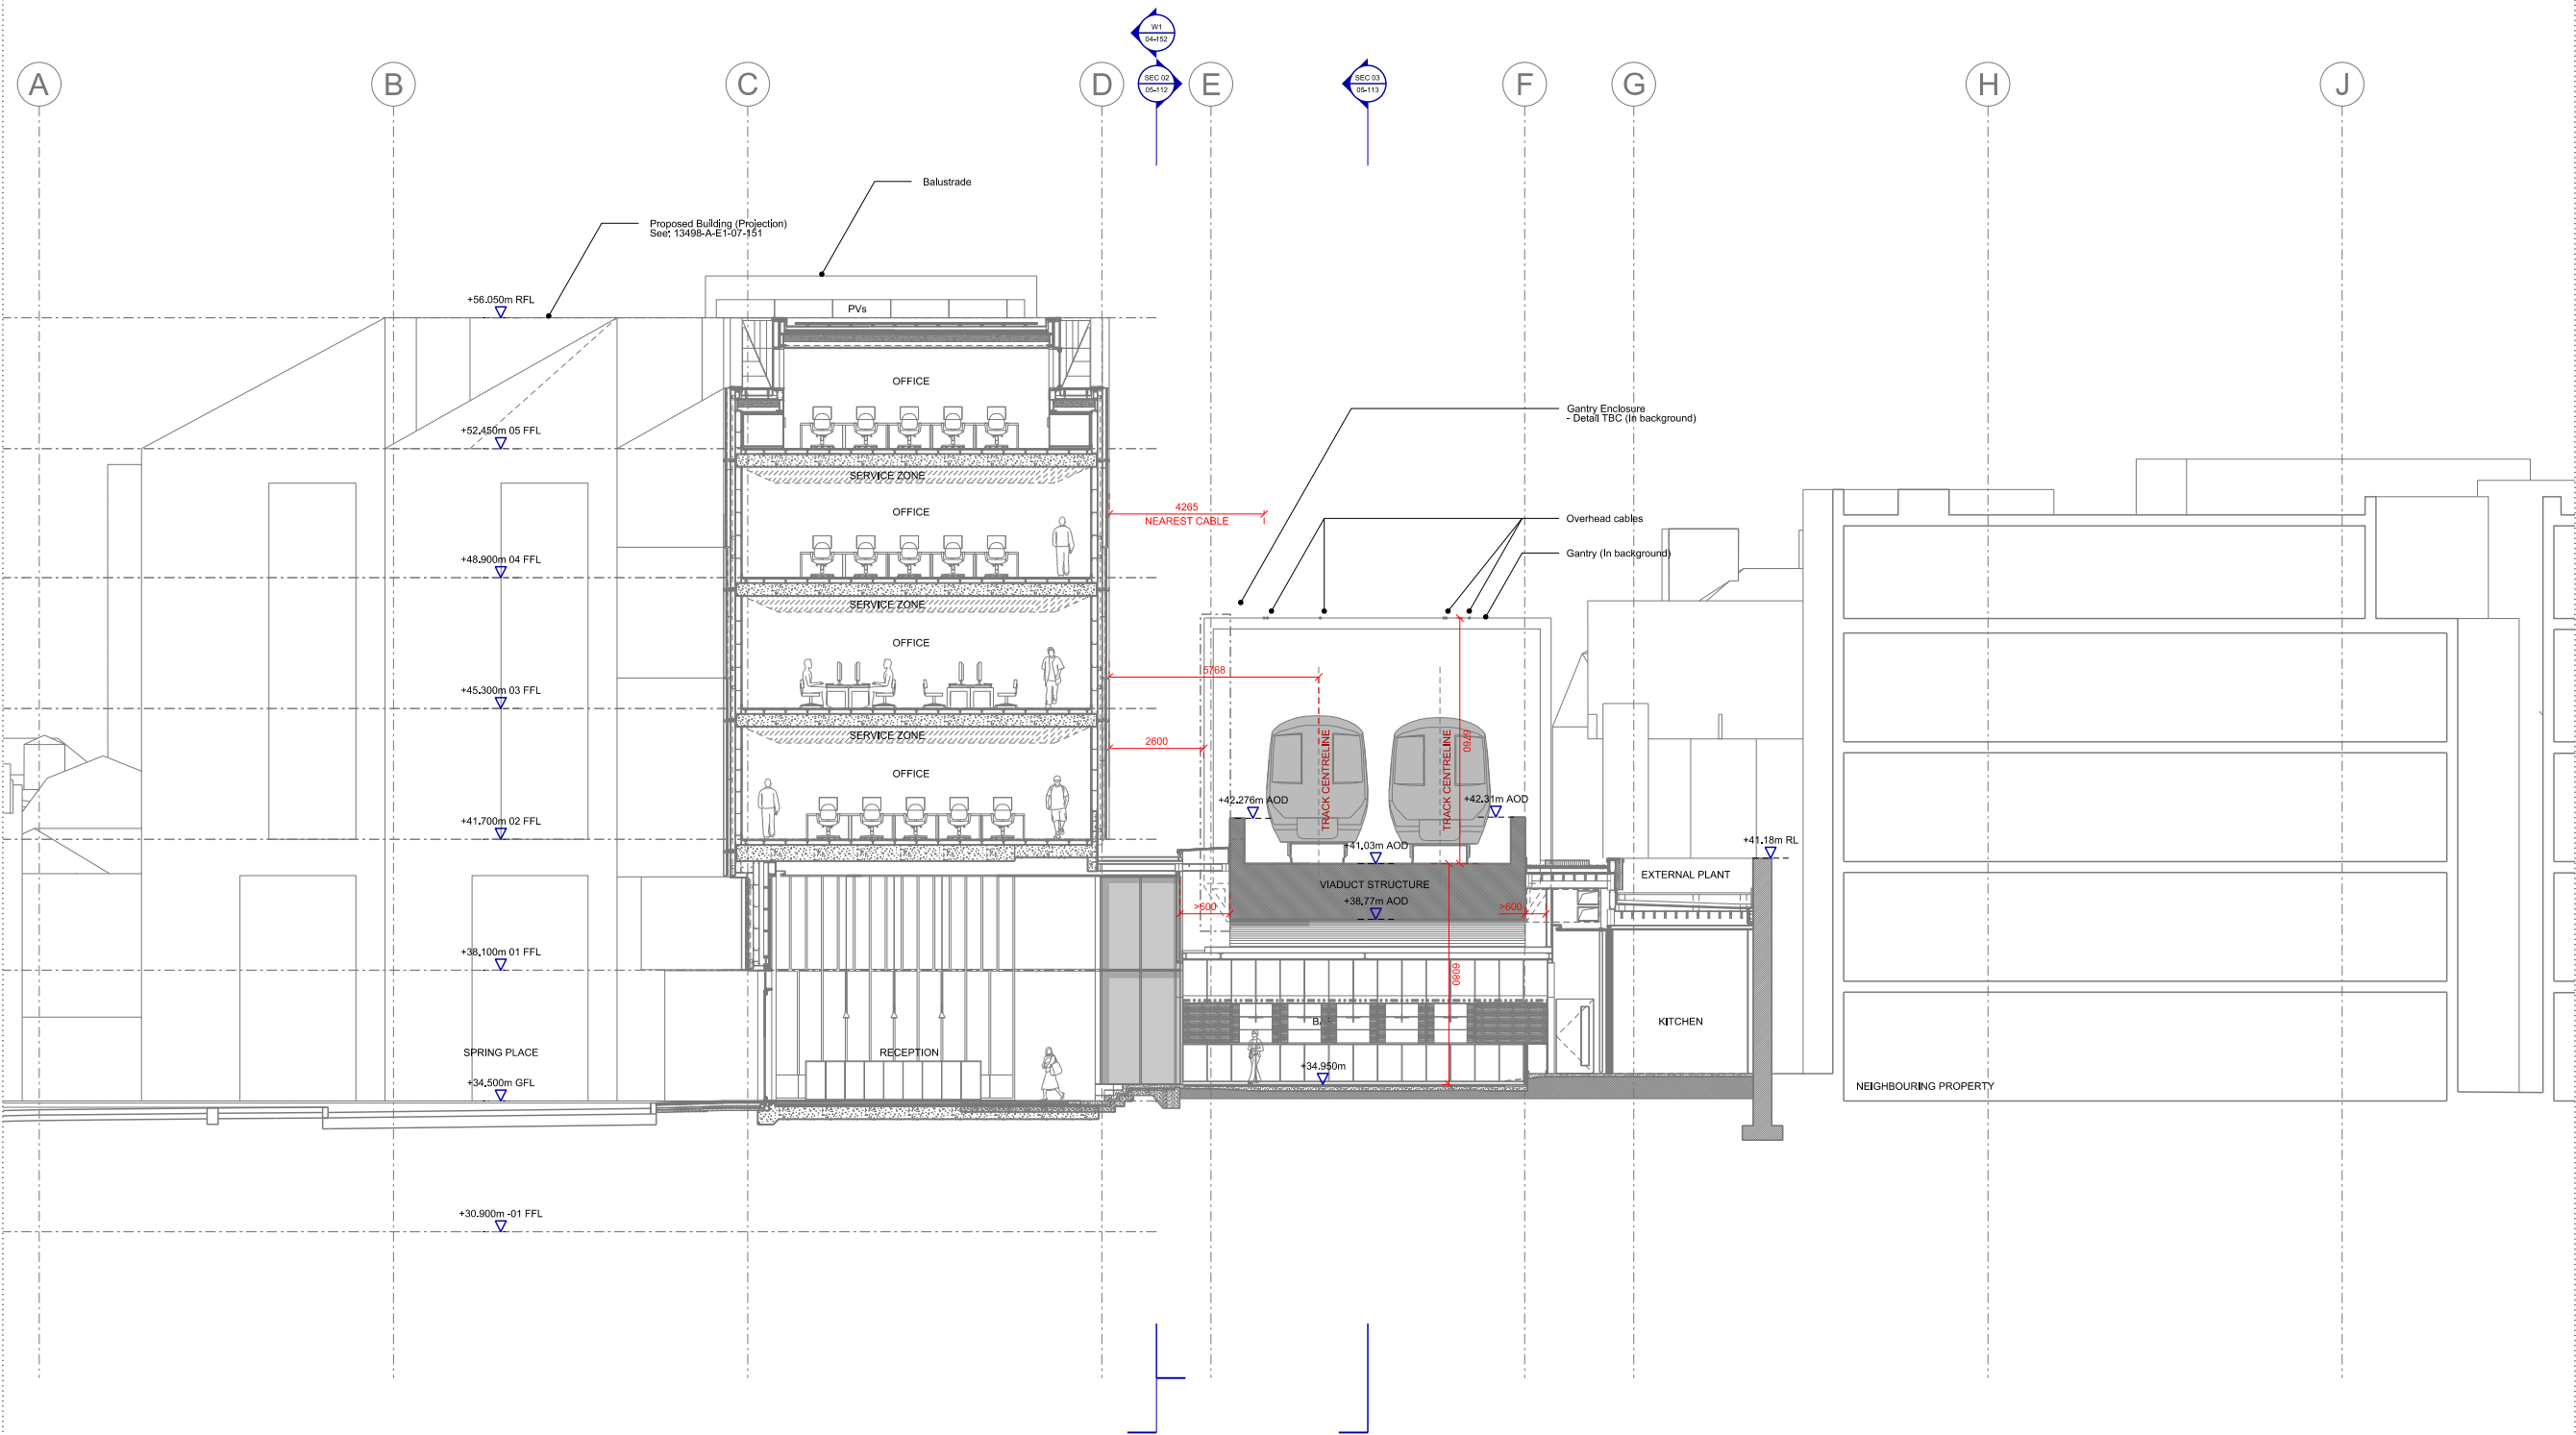 W1
04-152
A
B
C
D
SEC 02
05-112
E
SEC 03
05-113
F
G
H
J
Balustrade
Proposed Building (Projection)
See: 13498-A-E1-07-151
+56.050m RFL
PVs
OFFICE
Gantry Enclosure
- Detail TBC (In background)
+52.450m 05 FFL
SERVICE ZONE
OFFICE
4265
NEAREST CABLE
Overhead cables
Gantry (In background)
+48.900m 04 FFL
SERVICE ZONE
OFFICE
5768
+45.300m 03 FFL
SERVICE ZONE
2600
TRACK CENTRELINE
TRACK CENTRELINE
6760
OFFICE
+42.276m AOD
+42.31m AOD
+41.700m 02 FFL
+41.03m AOD
+41.18m RL
VIADUCT STRUCTURE
EXTERNAL PLANT
>600
+38.77m AOD
>600
+38.100m 01 FFL
6080
KITCHEN
SPRING PLACE
RECEPTION
+34.950m
+34.500m GFL
NEIGHBOURING PROPERTY
+30.900m -01 FFL